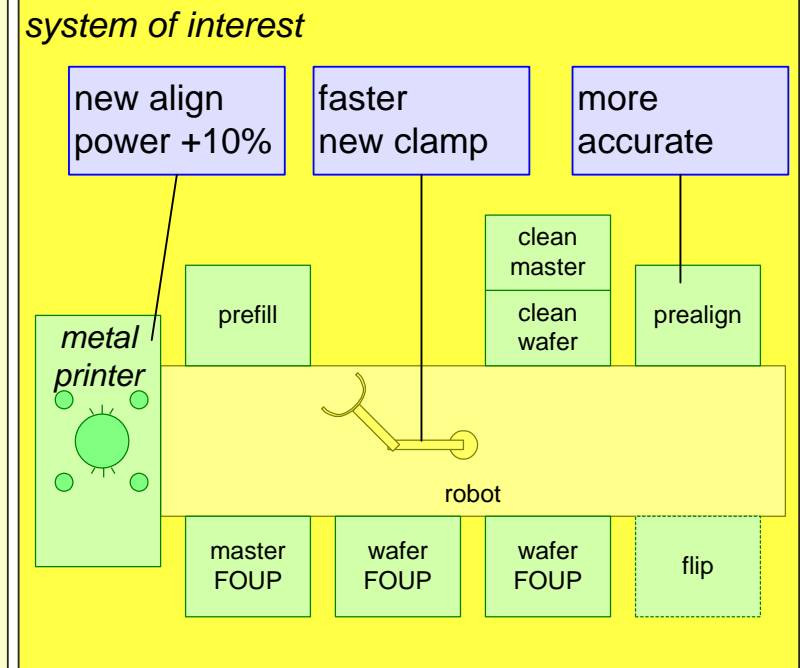 system of interest
new align
power +10%
faster
new clamp
more
accurate
clean
master
prefill
clean
wafer
prealign
metal
printer
robot
master
FOUP
wafer
FOUP
wafer
FOUP
flip